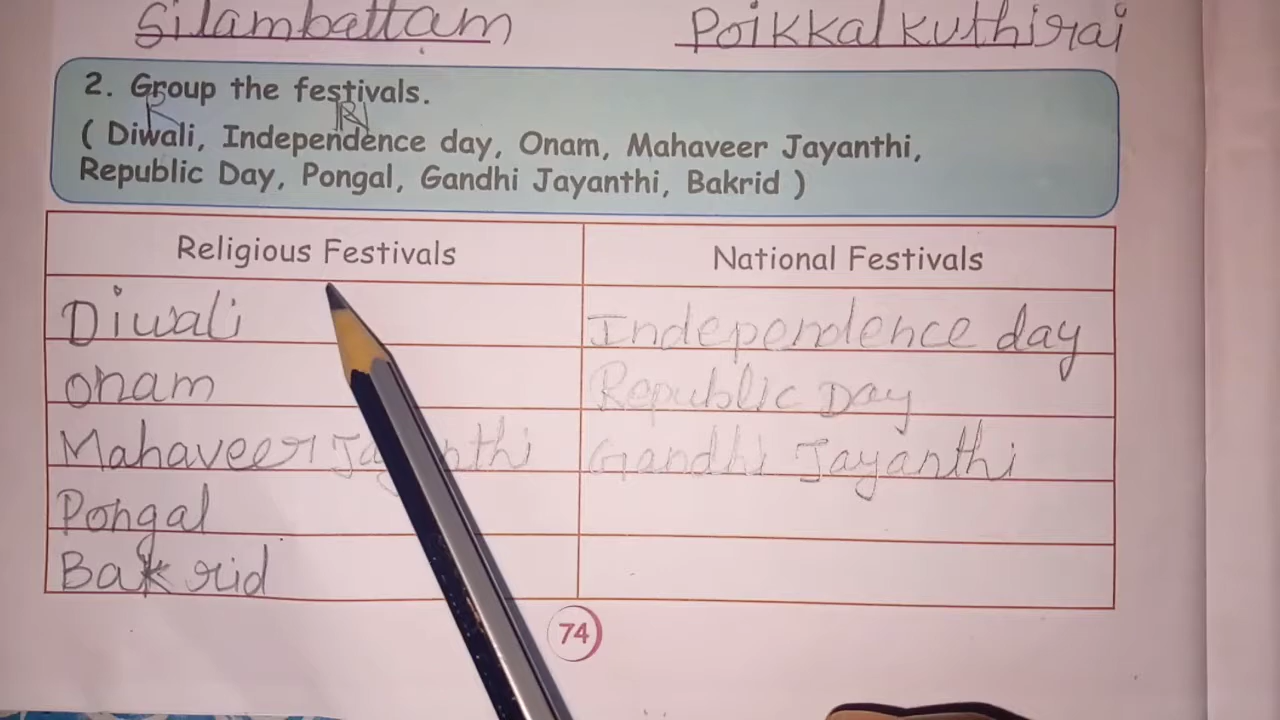 Silambattam Poikkalkuthirai
2. Group the festivals.
( Diwali, Independence day, Onam, Mahaveer Jayanthi,
Republic Day, Pongal, Gandhi Jayanthi, Bakrid )
Religious Festivals National Festivals
Diwali Independence day
onam Republic Day
Mahaveer Jayanthi Gandhi Jayanthi
Pongal
Bakrid
74